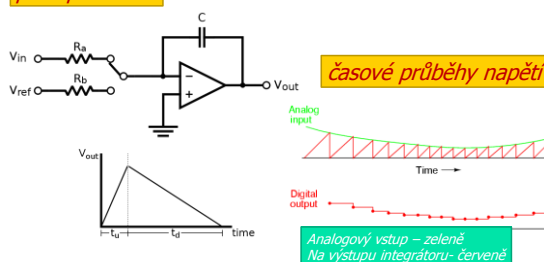 C
Ra
Vin
Rb
Vref
−
+
Vout
časové průběhy napětí
Analog
input
Time
Vout
tu
td
time
Digital
output
Analogový vstup – zeleně
Na výstupu integrátoru- červeně